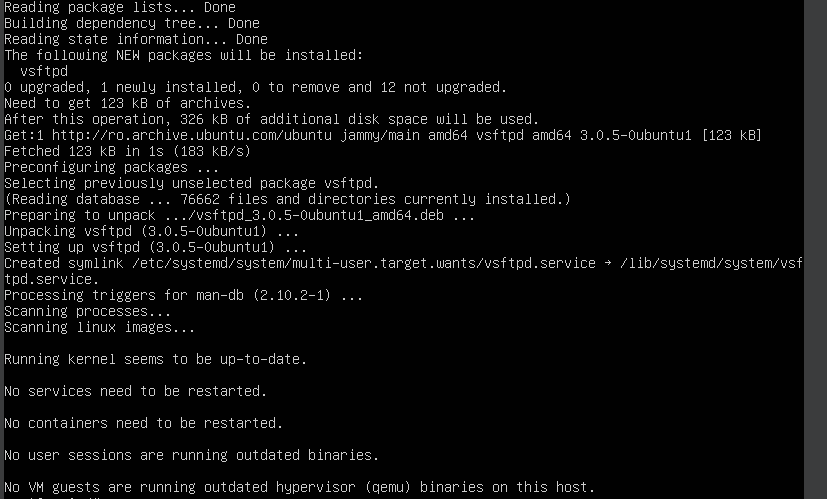 Reading package lists... Done
Building dependency tree... Done
Reading state information... Done
The following NEW packages will be installed:
  vsftpd
0 upgraded, 1 newly installed, 0 to remove and 12 not upgraded.
Need to get 123 kB of archives.
After this operation, 326 kB of additional disk space will be used.
Get:1 http://ro.archive.ubuntu.com/ubuntu jammy/main amd64 vsftpd amd64 3.0.5-0ubuntu1 [123 kB]
Fetched 123 kB in 1s (183 kB/s)
Preconfiguring packages ...
Selecting previously unselected package vsftpd.
(Reading database ... 76662 files and directories currently installed.)
Preparing to unpack .../vsftpd_3.0.5-0ubuntu1_amd64.deb ...
Unpacking vsftpd (3.0.5-0ubuntu1) ...
Setting up vsftpd (3.0.5-0ubuntu1) ...
Created symlink /etc/systemd/system/multi-user.target.wants/vsftpd.service → /lib/systemd/system/vsf
tpd.service.
Processing triggers for man-db (2.10.2-1) ...
Scanning processes...
Scanning linux images...
Running kernel seems to be up-to-date.
No services need to be restarted.
No containers need to be restarted.
No user sessions are running outdated binaries.
No VM guests are running outdated hypervisor (qemu) binaries on this host.